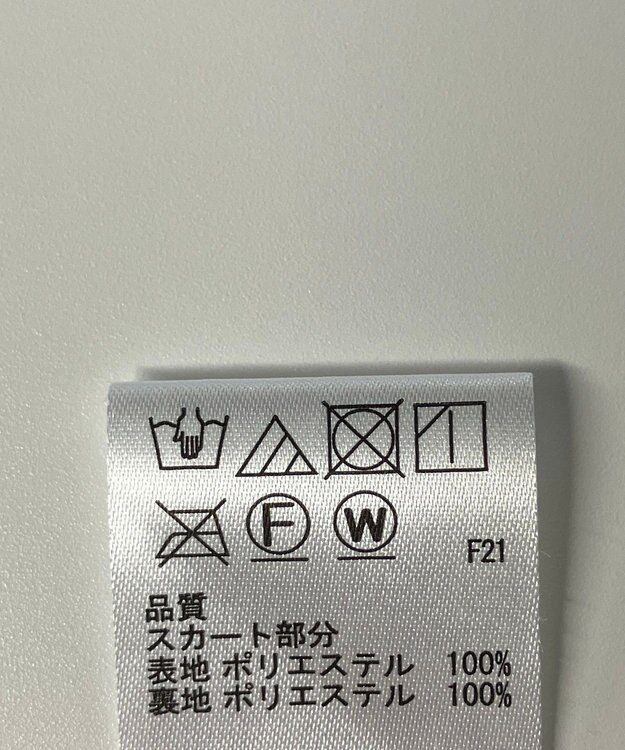 F W F21
品質
スカート部分
表地 ポリエステル 100%
裏地 ポリエステル 100%